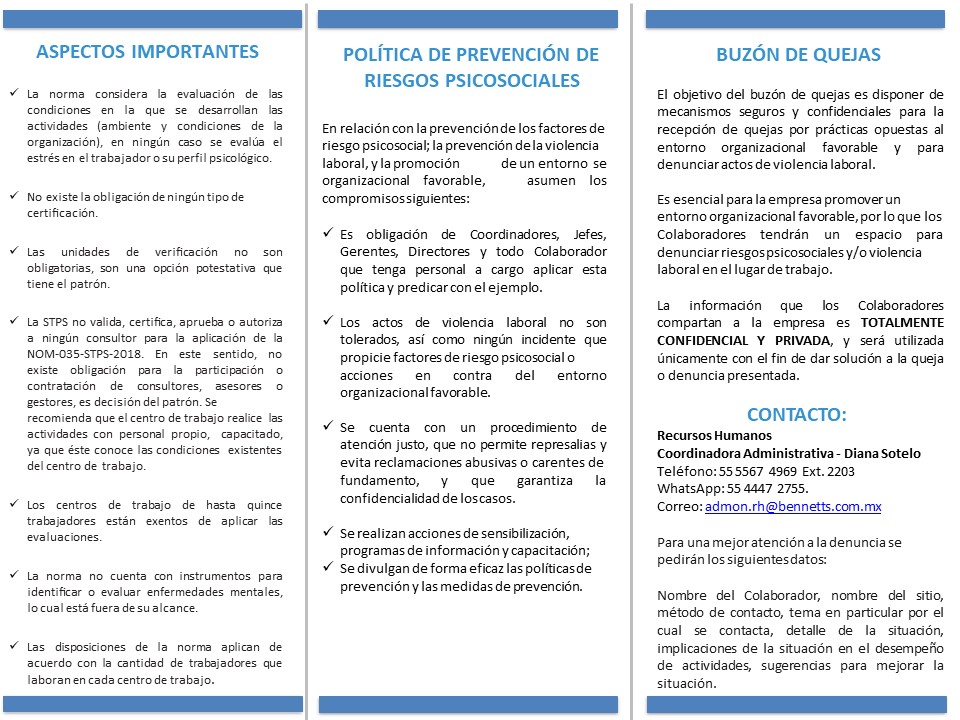 ASPECTOS IMPORTANTES
✓ La norma considera la evaluación de las
condiciones en la que se desarrollan las
actividades (ambiente y condiciones de la
organización), en ningún caso se evalúa el
estrés en el trabajador o su perfil psicológico.
✓ No existe la obligación de ningún tipo de
certificación.
✓ Las unidades de verificación no son
obligatorias, son una opción potestativa que
tiene el patrón.
✓ La STPS no valida, certifica, aprueba o autoriza
a ningún consultor para la aplicación de la
NOM-035-STPS-2018. En este sentido, no
existe obligación para la participación o
contratación de consultores, asesores o
gestores, es decisión del patrón. Se
recomienda que el centro de trabajo realice las
actividades con personal propio, capacitado,
ya que éste conoce las condiciones existentes
del centro de trabajo.
✓ Los centros de trabajo de hasta quince
trabajadores están exentos de aplicar las
evaluaciones.
✓ La norma no cuenta con instrumentos para
identificar o evaluar enfermedades mentales,
lo cual está fuera de su alcance.
✓ Las disposiciones de la norma aplican de
acuerdo con la cantidad de trabajadores que
laboran en cada centro de trabajo.
POLÍTICA DE PREVENCIÓN DE
RIESGOS PSICOSOCIALES
En relación con la prevención de los factores de
riesgo psicosocial; la prevención de la violencia
laboral, y la promoción de un entorno se
organizacional favorable, asumen los
compromisos siguientes:
✓ Es obligación de Coordinadores, Jefes,
Gerentes, Directores y todo Colaborador
que tenga personal a cargo aplicar esta
política y predicar con el ejemplo.
✓ Los actos de violencia laboral no son
tolerados, así como ningún incidente que
propicie factores de riesgo psicosocial o
acciones en contra del entorno
organizacional favorable.
✓ Se cuenta con un procedimiento de
atención justo, que no permite represalias y
evita reclamaciones abusivas o carentes de
fundamento, y que garantiza la
confidencialidad de los casos.
✓ Se realizan acciones de sensibilización,
programas de información y capacitación;
✓ Se divulgan de forma eficaz las políticas de
prevención y las medidas de prevención.
BUZÓN DE QUEJAS
El objetivo del buzón de quejas es disponer de
mecanismos seguros y confidenciales para la
recepción de quejas por prácticas opuestas al
entorno organizacional favorable y para
denunciar actos de violencia laboral.
Es esencial para la empresa promover un
entorno organizacional favorable, por lo que los
Colaboradores tendrán un espacio para
denunciar riesgos psicosociales y/o violencia
laboral en el lugar de trabajo.
La información que los Colaboradores
compartan a la empresa es TOTALMENTE
CONFIDENCIAL Y PRIVADA, y será utilizada
únicamente con el fin de dar solución a la queja
o denuncia presentada.
CONTACTO:
Recursos Humanos
Coordinadora Administrativa - Diana Sotelo
Teléfono: 55 5567 4969 Ext. 2203
WhatsApp: 55 4447 2755.
Correo: admon.rh@bennetts.com.mx
Para una mejor atención a la denuncia se
pedirán los siguientes datos:
Nombre del Colaborador, nombre del sitio,
método de contacto, tema en particular por el
cual se contacta, detalle de la situación,
implicaciones de la situación en el desempeño
de actividades, sugerencias para mejorar la
situación.